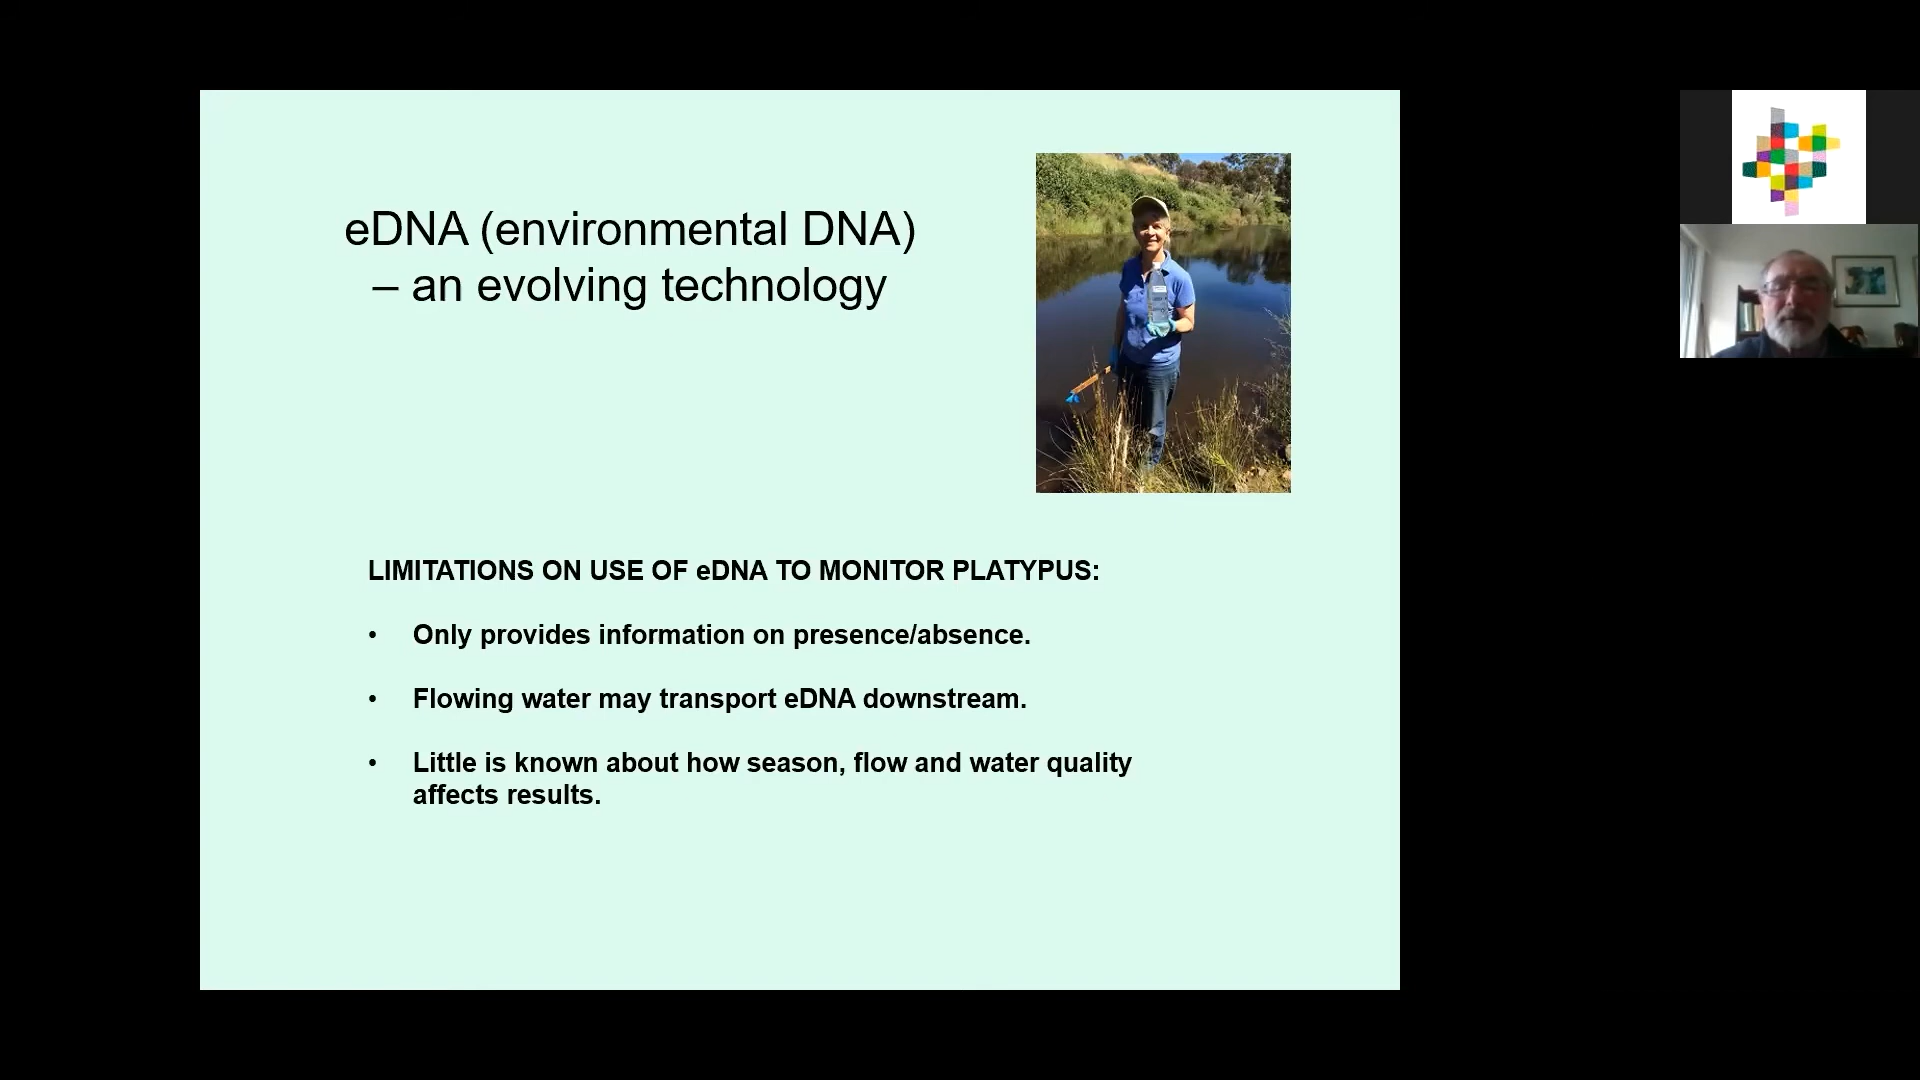 eDNA (environmental DNA)
– an evolving technology
LIMITATIONS ON USE OF eDNA TO MONITOR PLATYPUS:
• Only provides information on presence/absence.
• Flowing water may transport eDNA downstream.
• Little is known about how season, flow and water quality
affects results.